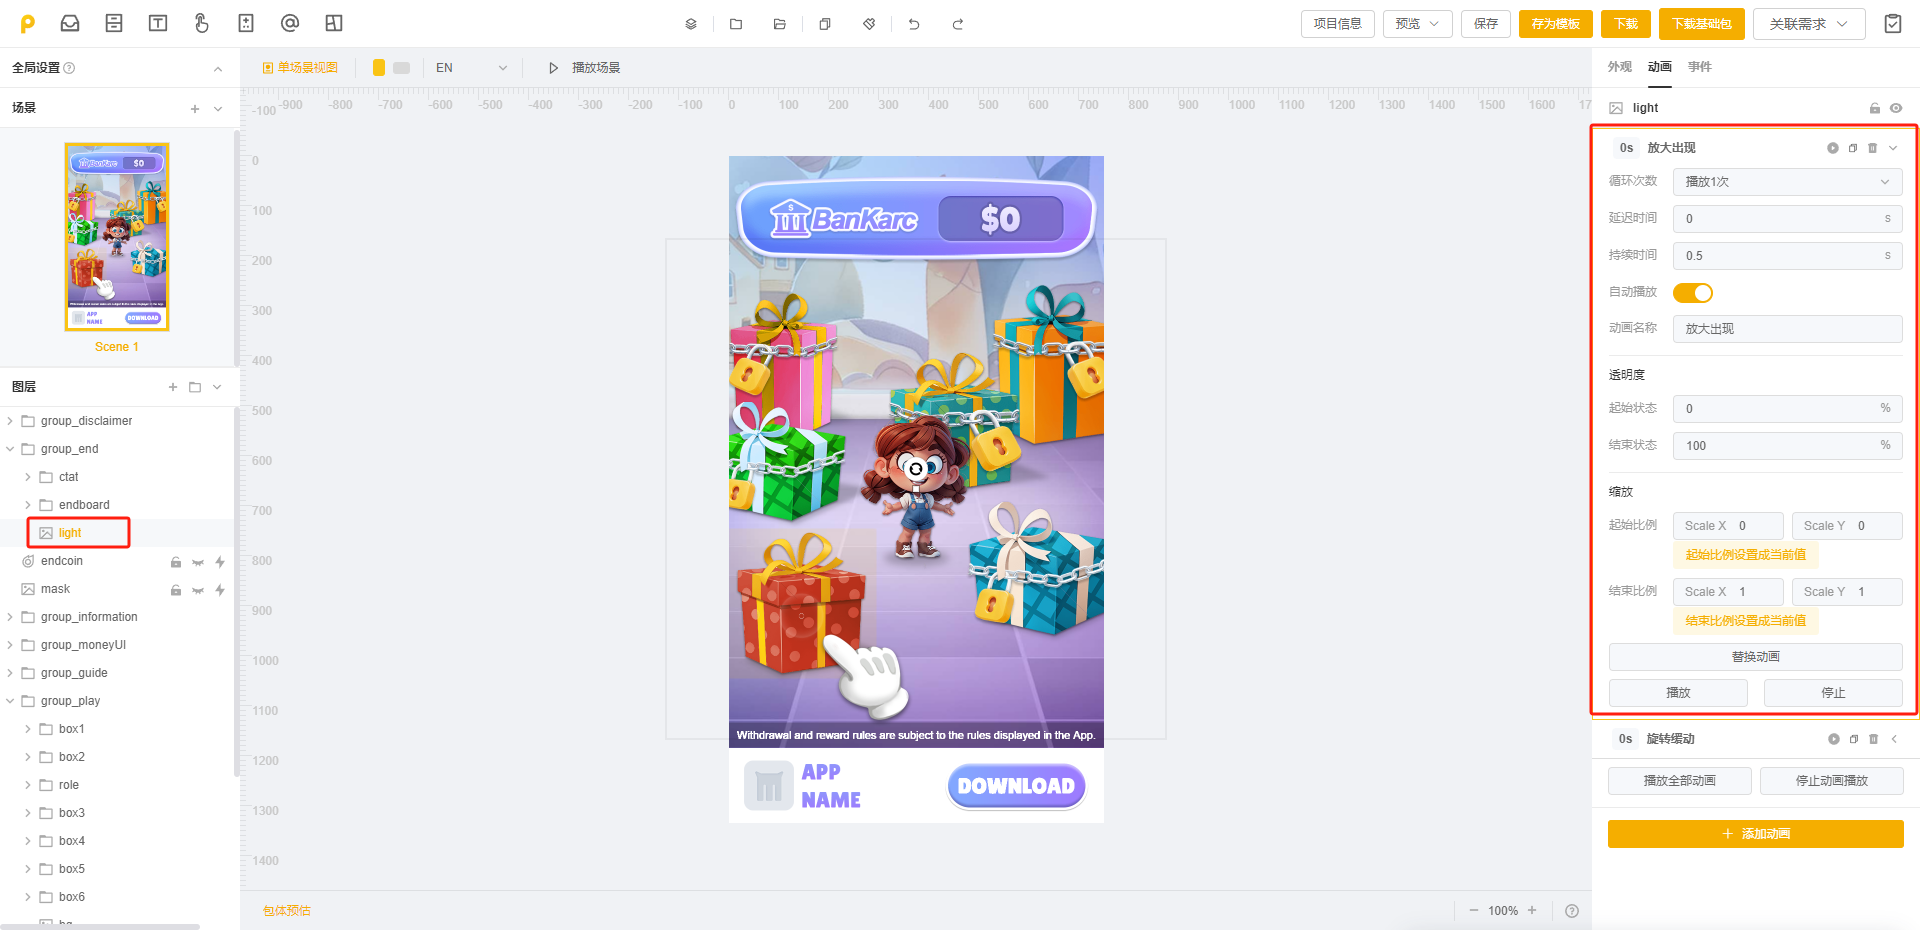 项目信息
预览
保存
存为模板
下载
下载基础包
关联需求
全局设置
单场景视图
EN
播放场景
外观
动画
事件
场景
-900
-800
-700
-600
-500
-400
-300
-200
-100
0
100
200
300
400
500
600
700
800
900
1000
1100
1200
1300
1400
1500
1600
17
-100
0
100
200
300
400
500
600
700
800
900
1000
1100
1200
1300
1400
BanKarc
$0
APP
NAME
DOWNLOAD
Scene 1
图层
group_disclaimer
group_end
ctat
endboard
light
endcoin
mask
group_information
group_moneyUI
group_guide
group_play
box1
box2
role
box3
box4
box5
box6
BanKarc
$0
Withdrawal and reward rules are subject to the rules displayed in the App.
APP
NAME
DOWNLOAD
包体预估
100%
light
0s 放大出现
循环次数 播放1次
延迟时间 0 s
持续时间 0.5 s
自动播放
动画名称 放大出现
透明度
起始状态 0 %
结束状态 100 %
缩放
起始比例 Scale X 0 Scale Y 0
起始比例设置成当前值
结束比例 Scale X 1 Scale Y 1
结束比例设置成当前值
替换动画
播放 停止
0s 旋转缓动
播放全部动画 停止动画播放
添加动画